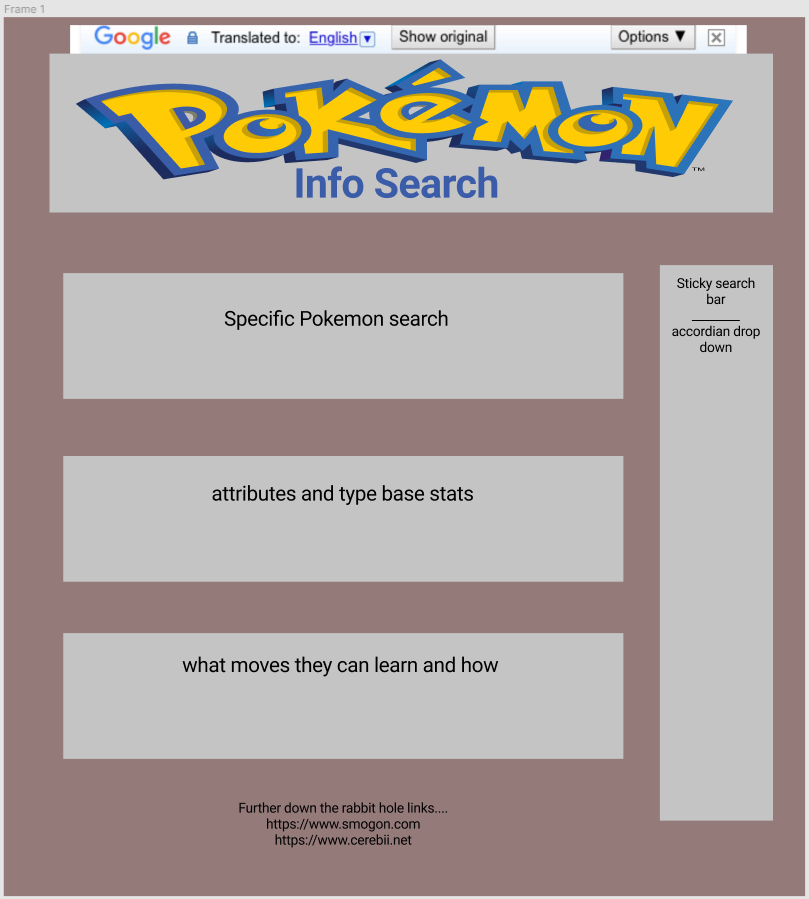 Frame 1
Google Translated to: English ▼ Show original Options ▼
POKéMON
™
Info Search
Specific Pokemon search
Sticky search
bar
accordian drop
down
attributes and type base stats
what moves they can learn and how
Further down the rabbit hole links....
https://www.smogon.com
https://www.cerebii.net